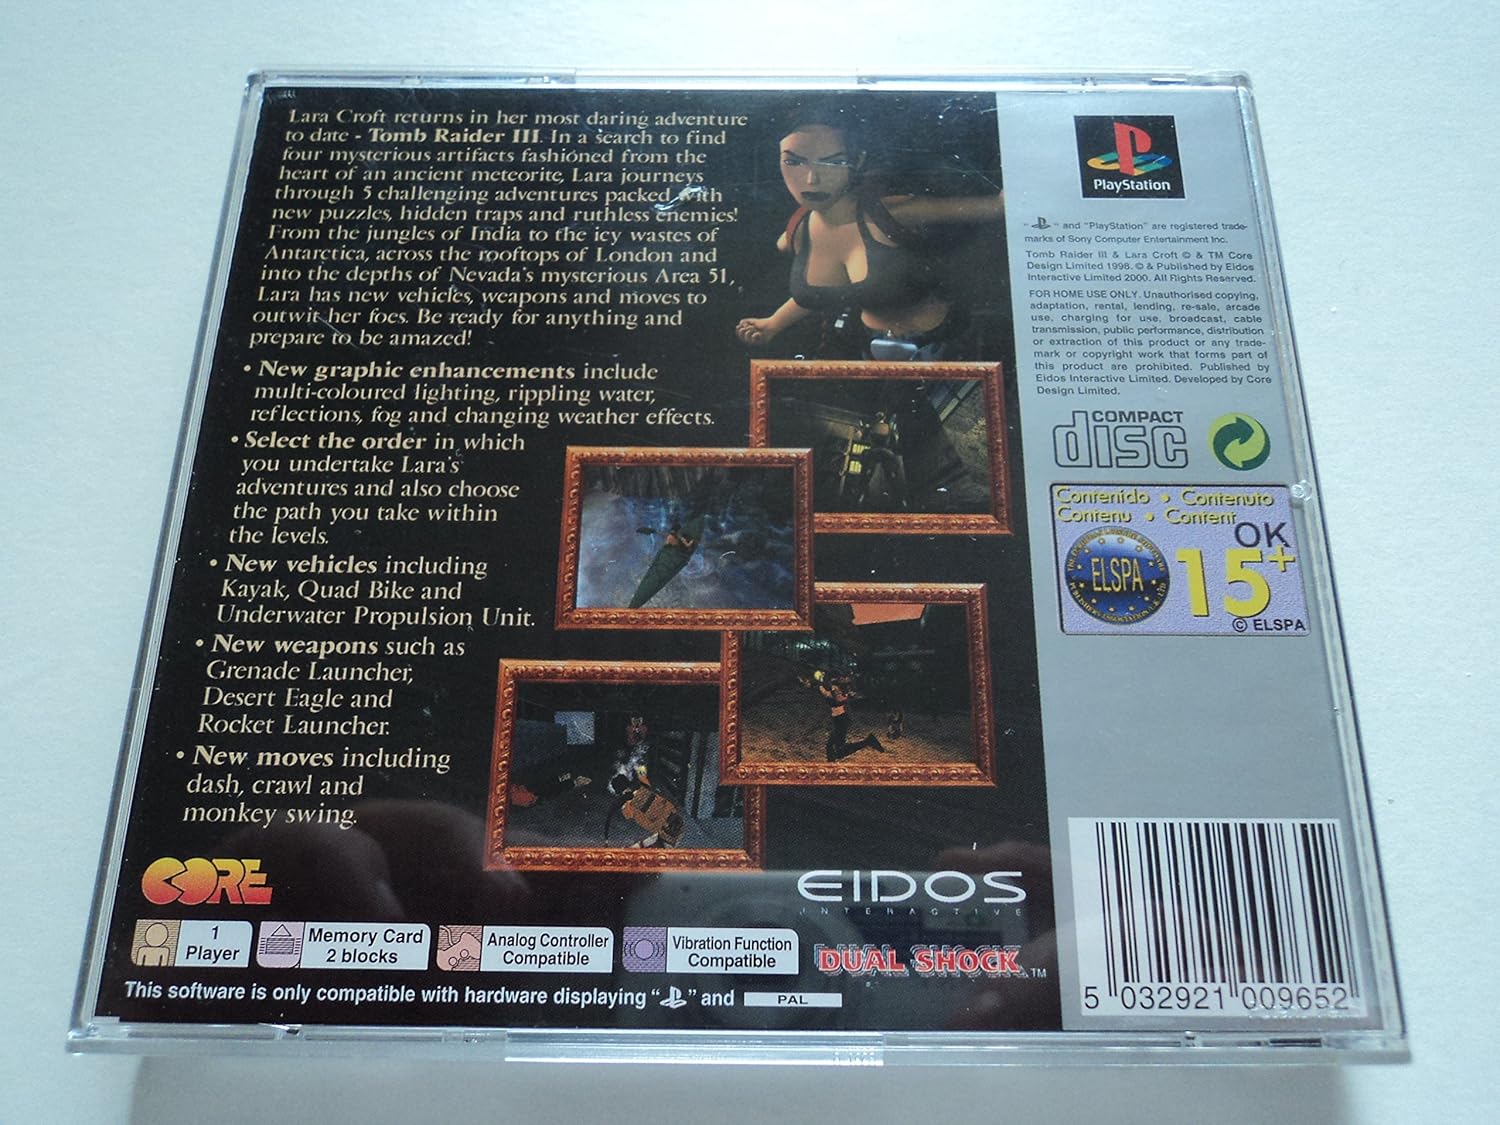 Lara Croft returns in her most daring adventure
to date - Tomb Raider III. In a search to find
four mysterious artifacts fashioned from the
heart of an ancient meteorite, Lara journeys
through 5 challenging adventures packed with
new puzzles, hidden traps and ruthless enemies!
From the jungles of India to the icy wastes of
Antarctica, across the rooftops of London and
into the depths of Nevada's mysterious Area 51,
Lara has new vehicles, weapons and moves to
outwit her foes. Be ready for anything and
prepare to be amazed!
• New graphic enhancements include
multi-coloured lighting, rippling water,
reflections, fog and changing weather effects.
• Select the order in which
you undertake Lara's
adventures and also choose
the path you take within
the levels.
• New vehicles including
Kayak, Quad Bike and
Underwater Propulsion Unit.
• New weapons such as
Grenade Launcher,
Desert Eagle and
Rocket Launcher.
• New moves including
dash, crawl and
monkey swing.
CORE
EIDOS
INTERACTIVE
1
Player
Memory Card
2 blocks
Analog Controller
Compatible
Vibration Function
Compatible
DUAL SHOCK™
This software is only compatible with hardware displaying "PS" and PAL
PlayStation
"PS" and "PlayStation" are registered trade-
marks of Sony Computer Entertainment Inc.
Tomb Raider III & Lara Croft © & TM Core
Design Limited 1998. © & Published by Eidos
Interactive Limited 2000. All Rights Reserved.
FOR HOME USE ONLY. Unauthorised copying,
adaptation, rental, lending, re-sale, arcade
use, charging for use, broadcast, cable
transmission, public performance, distribution
or extraction of this product or any trade-
mark or copyright work that forms part of
this product are prohibited. Published by
Eidos Interactive Limited. Developed by Core
Design Limited.
COMPACT
disc
Contenido • Contenuto
Contenu • Content
OK
ELSPA
15+
© ELSPA
5 032921 009652